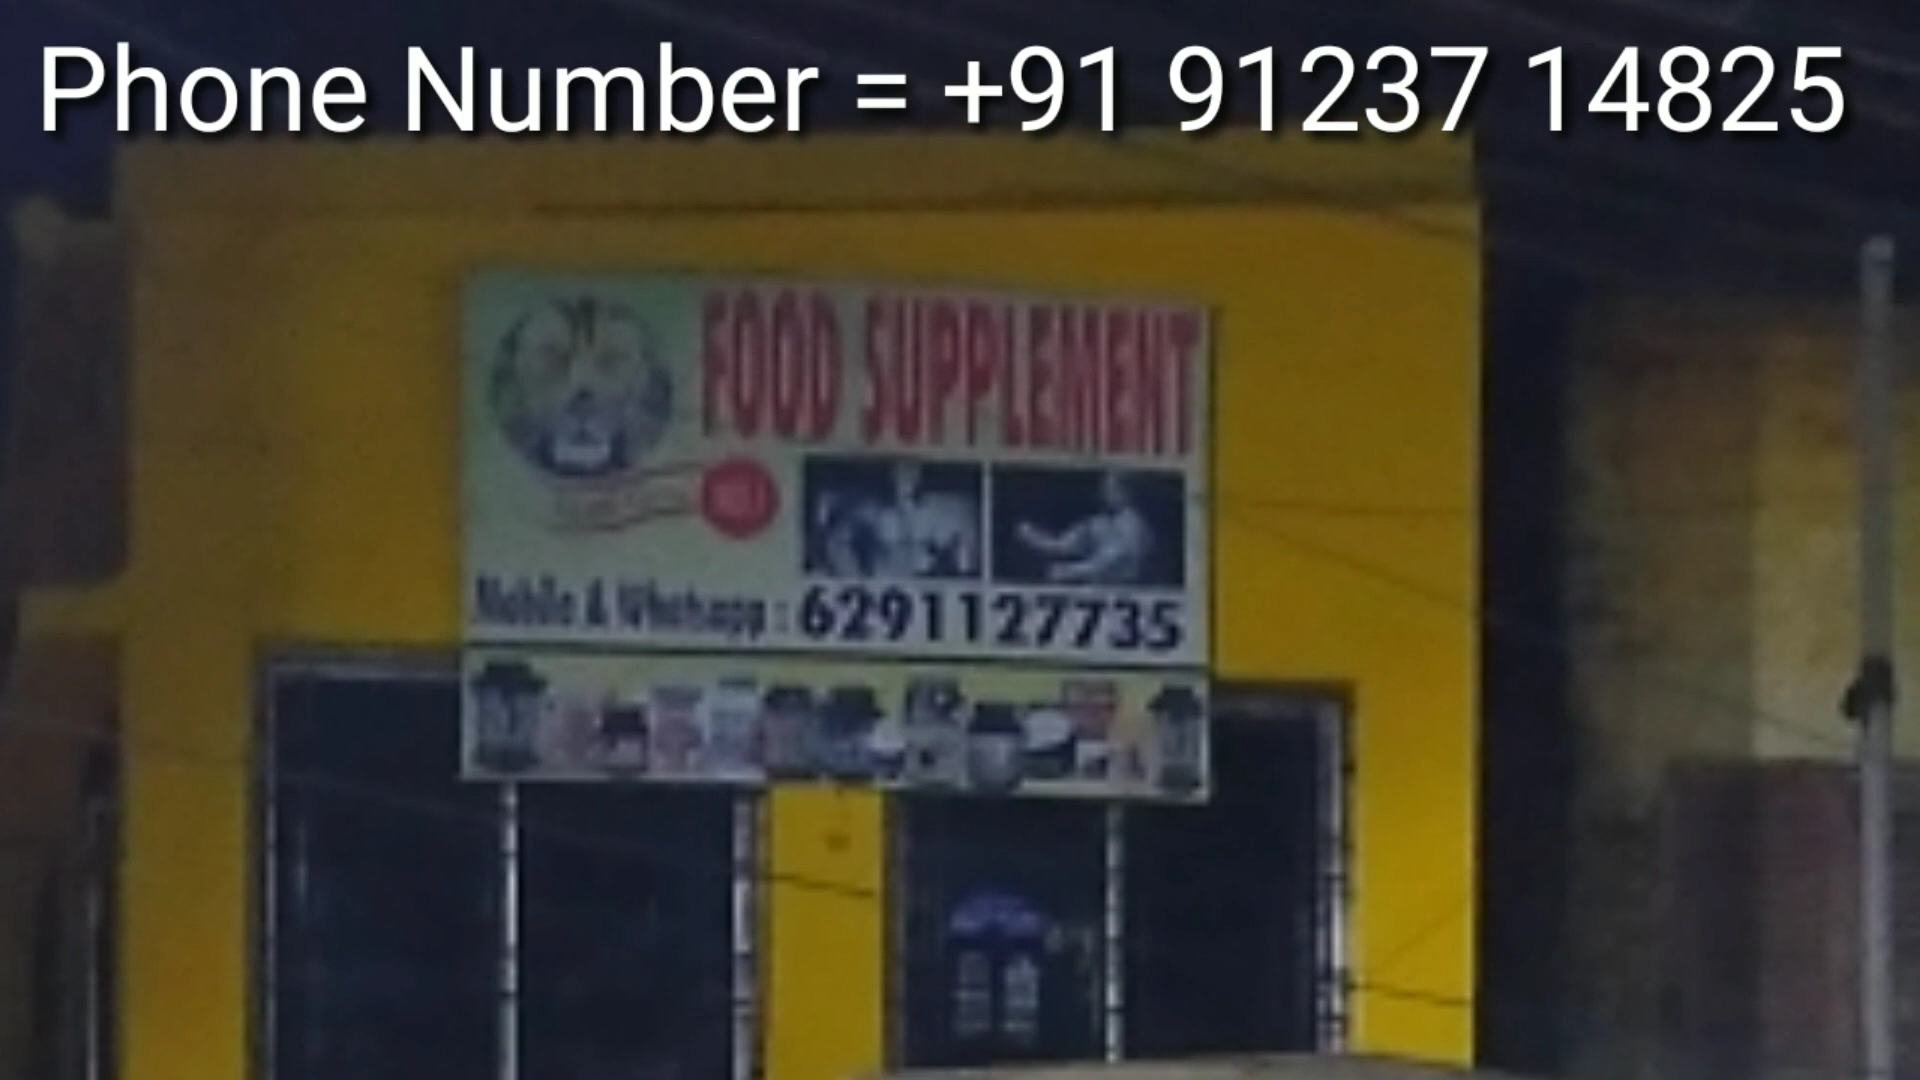 Phone Number = +91 91237 14825
FOOD SUPPLEMENT
Mobile & Whatsapp : 6291127735